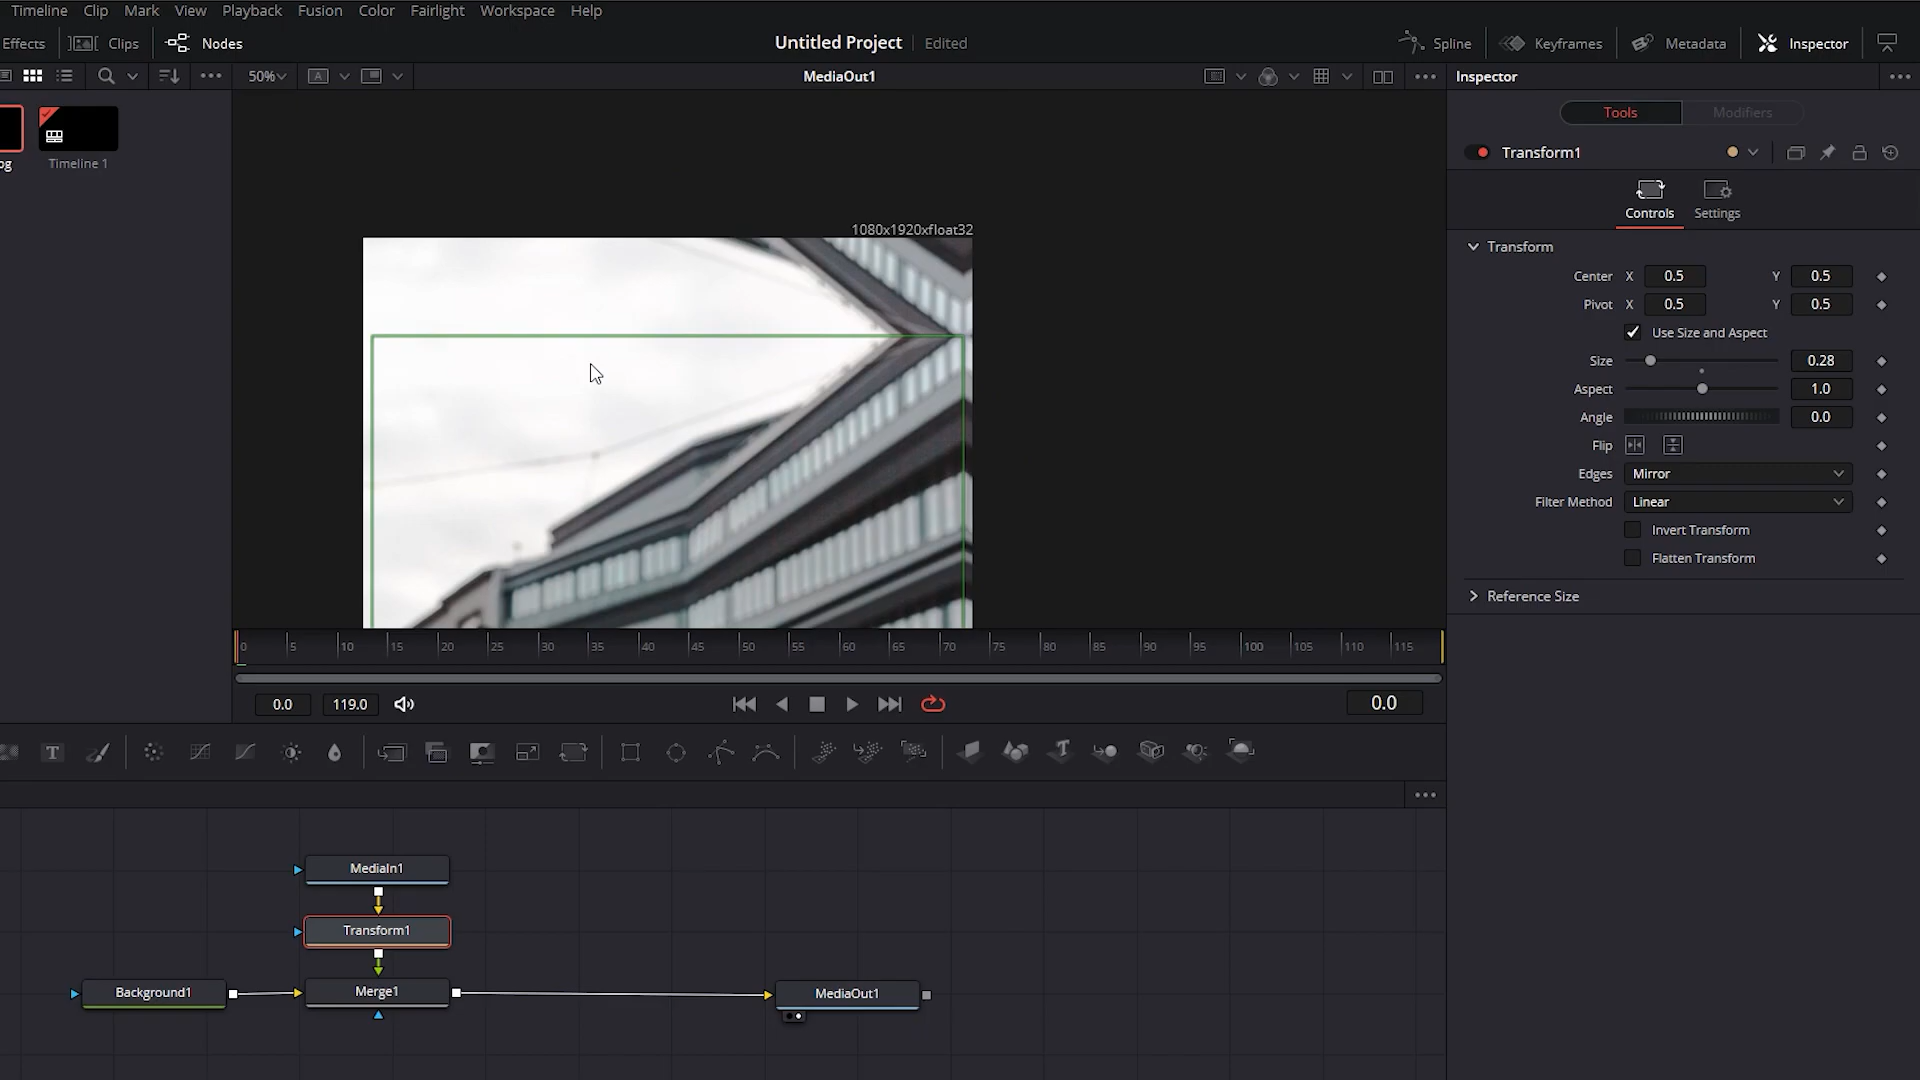 Timeline Clip Mark View Playback Fusion Color Fairlight Workspace Help
Effects Clips Nodes Untitled Project Edited Spline Keyframes Metadata Inspector
50% A MediaOut1 Inspector
Tools Modifiers
Transform1
og Timeline 1
Controls Settings
1080x1920xfloat32
Transform
Center X 0.5 Y 0.5
Pivot X 0.5 Y 0.5
Use Size and Aspect
Size 0.28
Aspect 1.0
Angle 0.0
Flip
Edges Mirror
Filter Method Linear
Invert Transform
Flatten Transform
Reference Size
0 5 10 15 20 25 30 35 40 45 50 55 60 65 70 75 80 85 90 95 100 105 110 115
0.0 119.0 0.0
T T
MediaIn1
Transform1
Background1 Merge1 MediaOut1